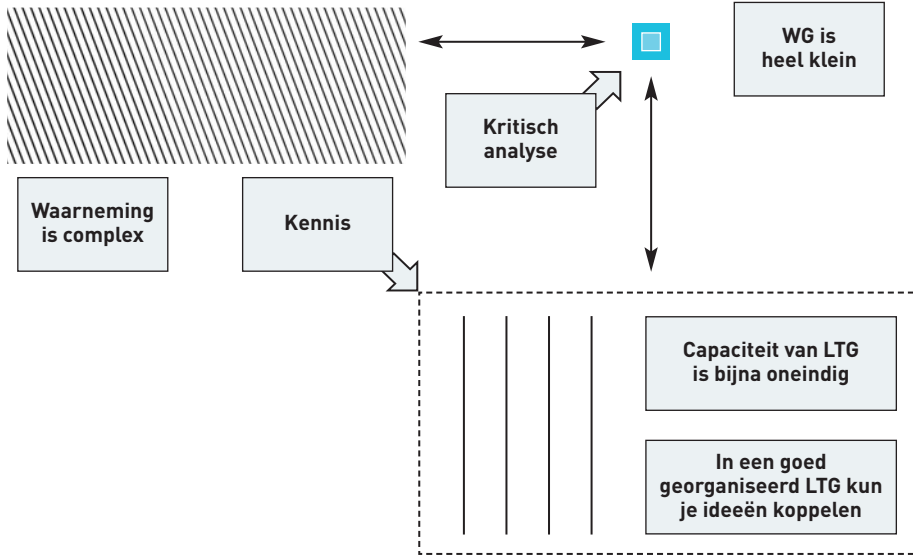 WG is
heel klein
Kritisch
analyse
Waarneming
is complex
Kennis
Capaciteit van LTG
is bijna oneindig
In een goed
georganiseerd LTG kun
je ideeën koppelen